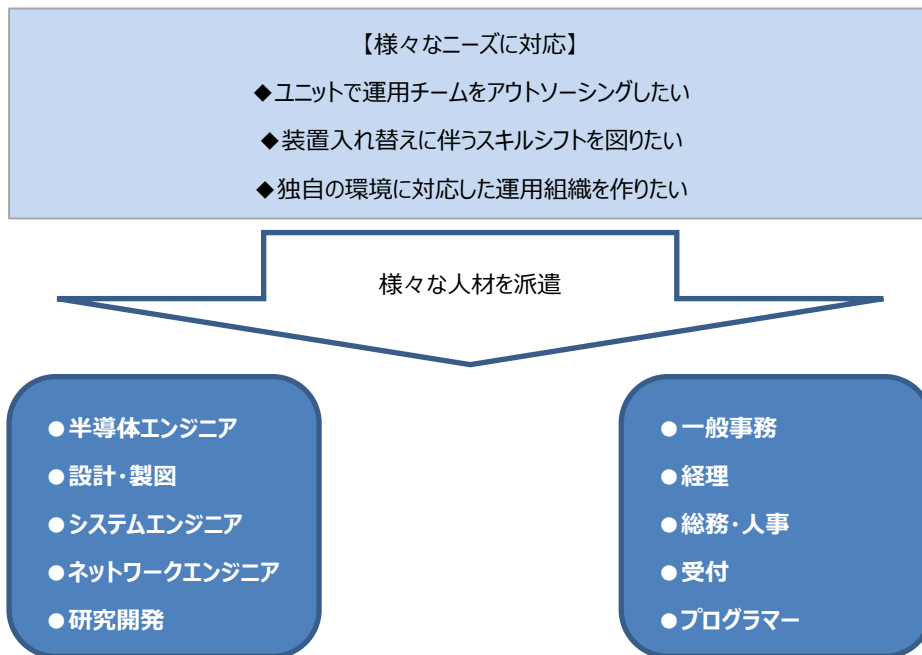 【様々なニーズに対応】
◆ユニットで運用チームをアウトソーシングしたい
◆装置入れ替えに伴うスキルシフトを図りたい
◆独自の環境に対応した運用組織を作りたい
様々な人材を派遣
●半導体エンジニア
●設計・製図
●システムエンジニア
●ネットワークエンジニア
●研究開発
●一般事務
●経理
●総務・人事
●受付
●プログラマー